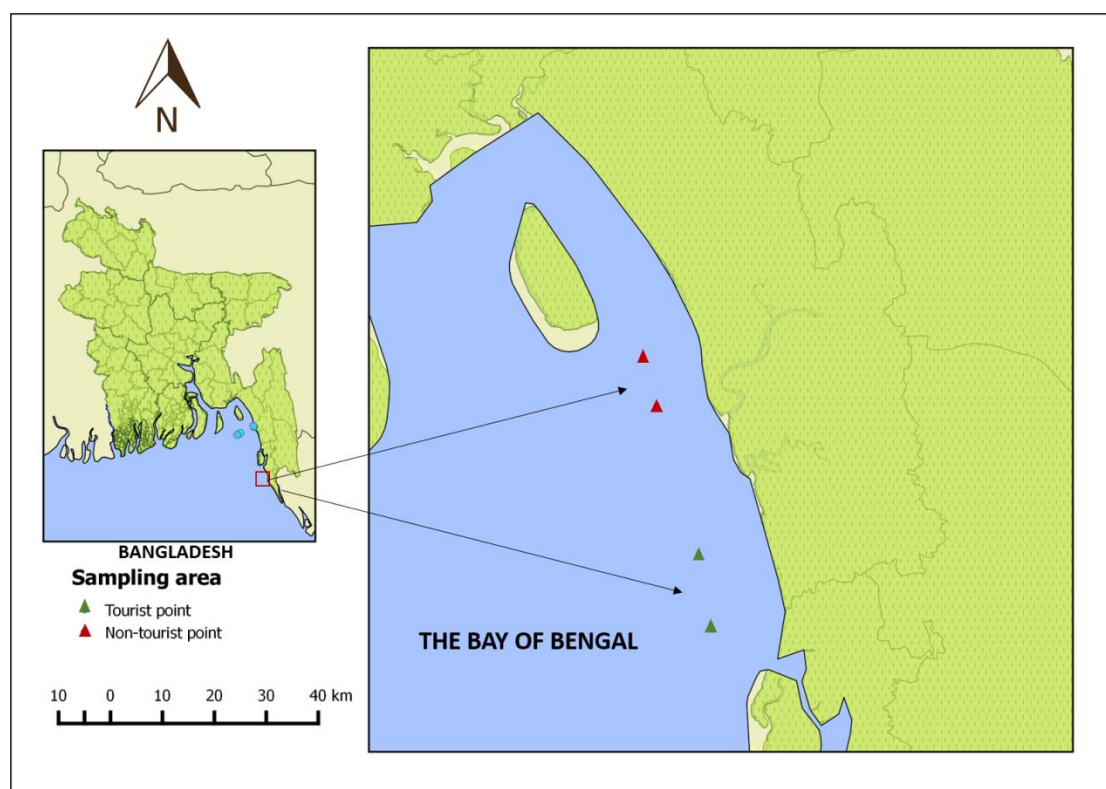 N
BANGLADESH
Sampling area
Tourist point
Non-tourist point
10 0 10 20 30 40 km
THE BAY OF BENGAL